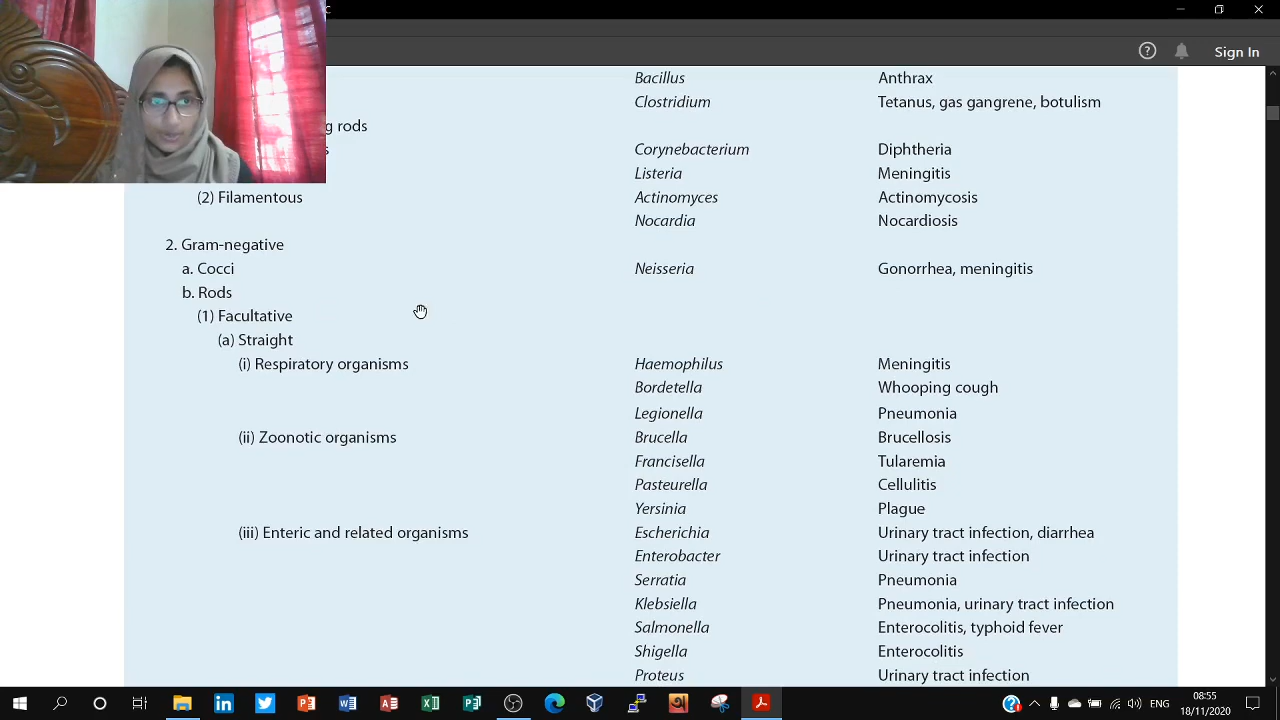 Sign In
Bacillus Anthrax
Clostridium Tetanus, gas gangrene, botulism
g rods
s Corynebacterium Diphtheria
Listeria Meningitis
(2) Filamentous Actinomyces Actinomycosis
Nocardia Nocardiosis
2. Gram-negative
a. Cocci Neisseria Gonorrhea, meningitis
b. Rods
(1) Facultative
(a) Straight
(i) Respiratory organisms Haemophilus Meningitis
Bordetella Whooping cough
Legionella Pneumonia
(ii) Zoonotic organisms Brucella Brucellosis
Francisella Tularemia
Pasteurella Cellulitis
Yersinia Plague
(iii) Enteric and related organisms Escherichia Urinary tract infection, diarrhea
Enterobacter Urinary tract infection
Serratia Pneumonia
Klebsiella Pneumonia, urinary tract infection
Salmonella Enterocolitis, typhoid fever
Shigella Enterocolitis
Proteus Urinary tract infection
ENG 08:55
18/11/2020